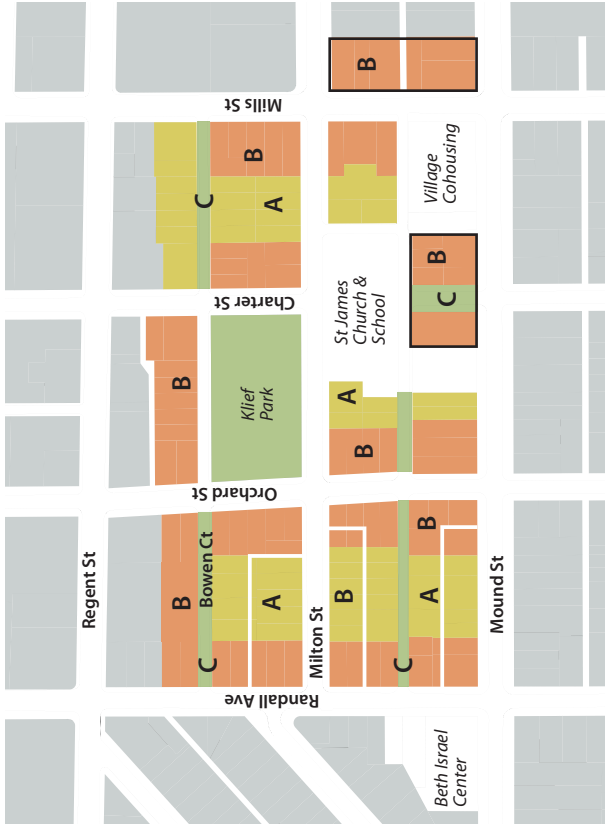 B
Mills St
B
C
A
Village
Cohousing
B
C
Charter St
St James
Church &
School
B
Klief
Park
A
B
Orchard St
Regent St
B
Bowen Ct
A
C
Milton St
B
B
A
C
Mound St
Randall Ave
Beth Israel
Center